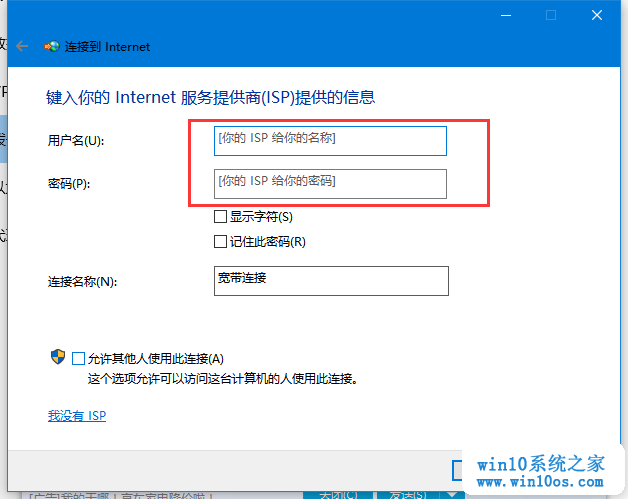 连接到 Internet
键入你的 Internet 服务提供商(ISP)提供的信息
用户名(U):
[你的 ISP 给你的名称]
密码(P):
[你的 ISP 给你的密码]
显示字符(S)
记住此密码(R)
连接名称(N):
宽带连接
允许其他人使用此连接(A)
这个选项允许可以访问这台计算机的人使用此连接。
我没有 ISP
win10系统之家
www.win10os.com
关闭(C)
发送(S)